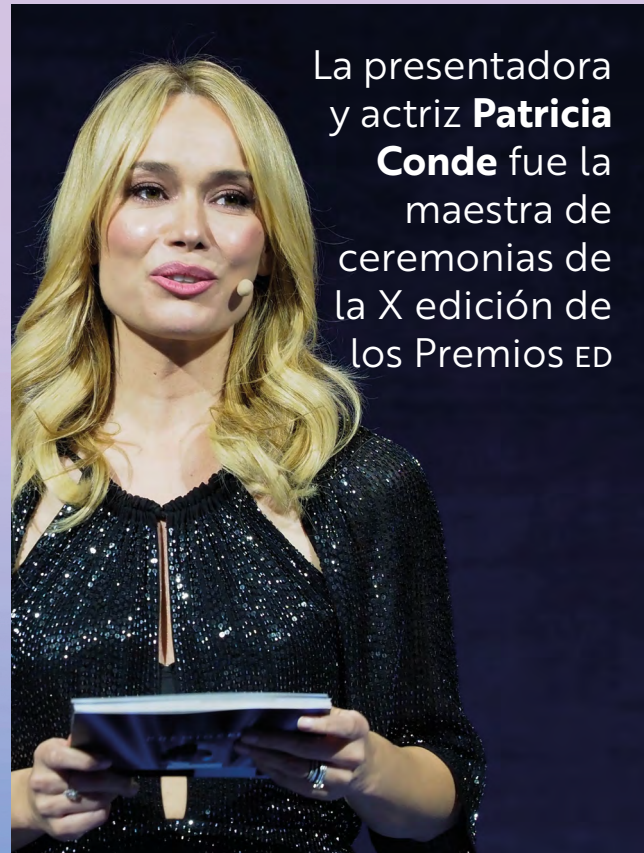 La presentadora
y actriz Patricia
Conde fue la
maestra de
ceremonias de
la X edición de
los Premios ED